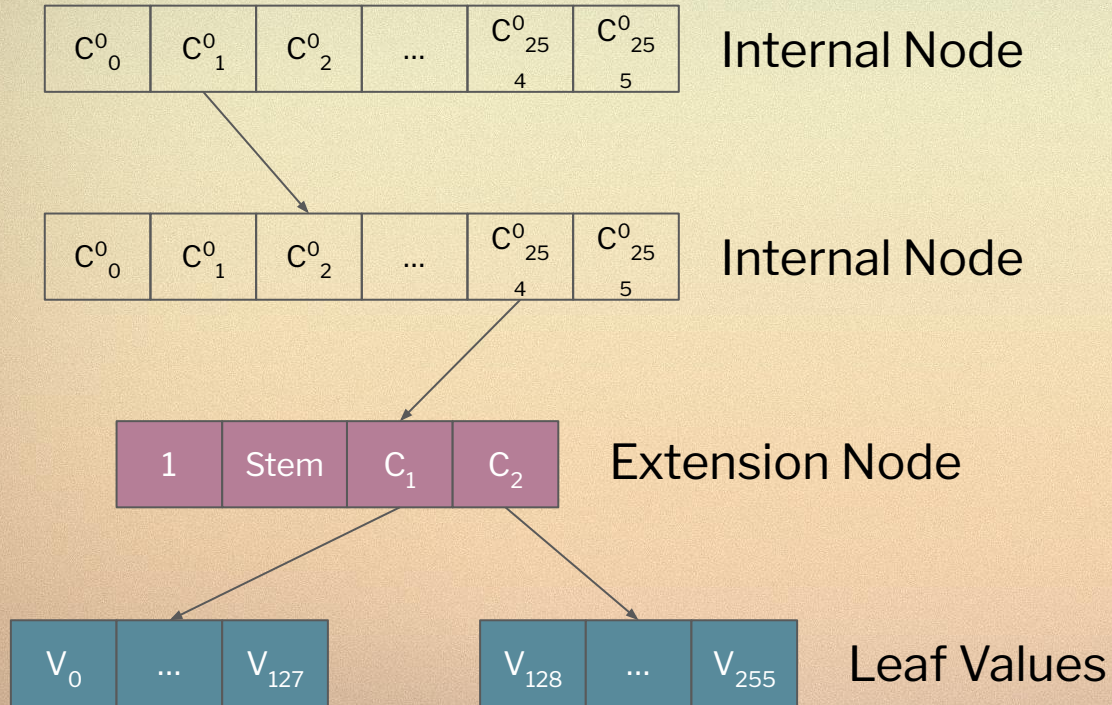 C⁰₀ C⁰₁ C⁰₂ ... C⁰₂₅₄ C⁰₂₅₅ Internal Node
C⁰₀ C⁰₁ C⁰₂ ... C⁰₂₅₄ C⁰₂₅₅ Internal Node
1 Stem C₁ C₂ Extension Node
V₀ ... V₁₂₇ V₁₂₈ ... V₂₅₅ Leaf Values